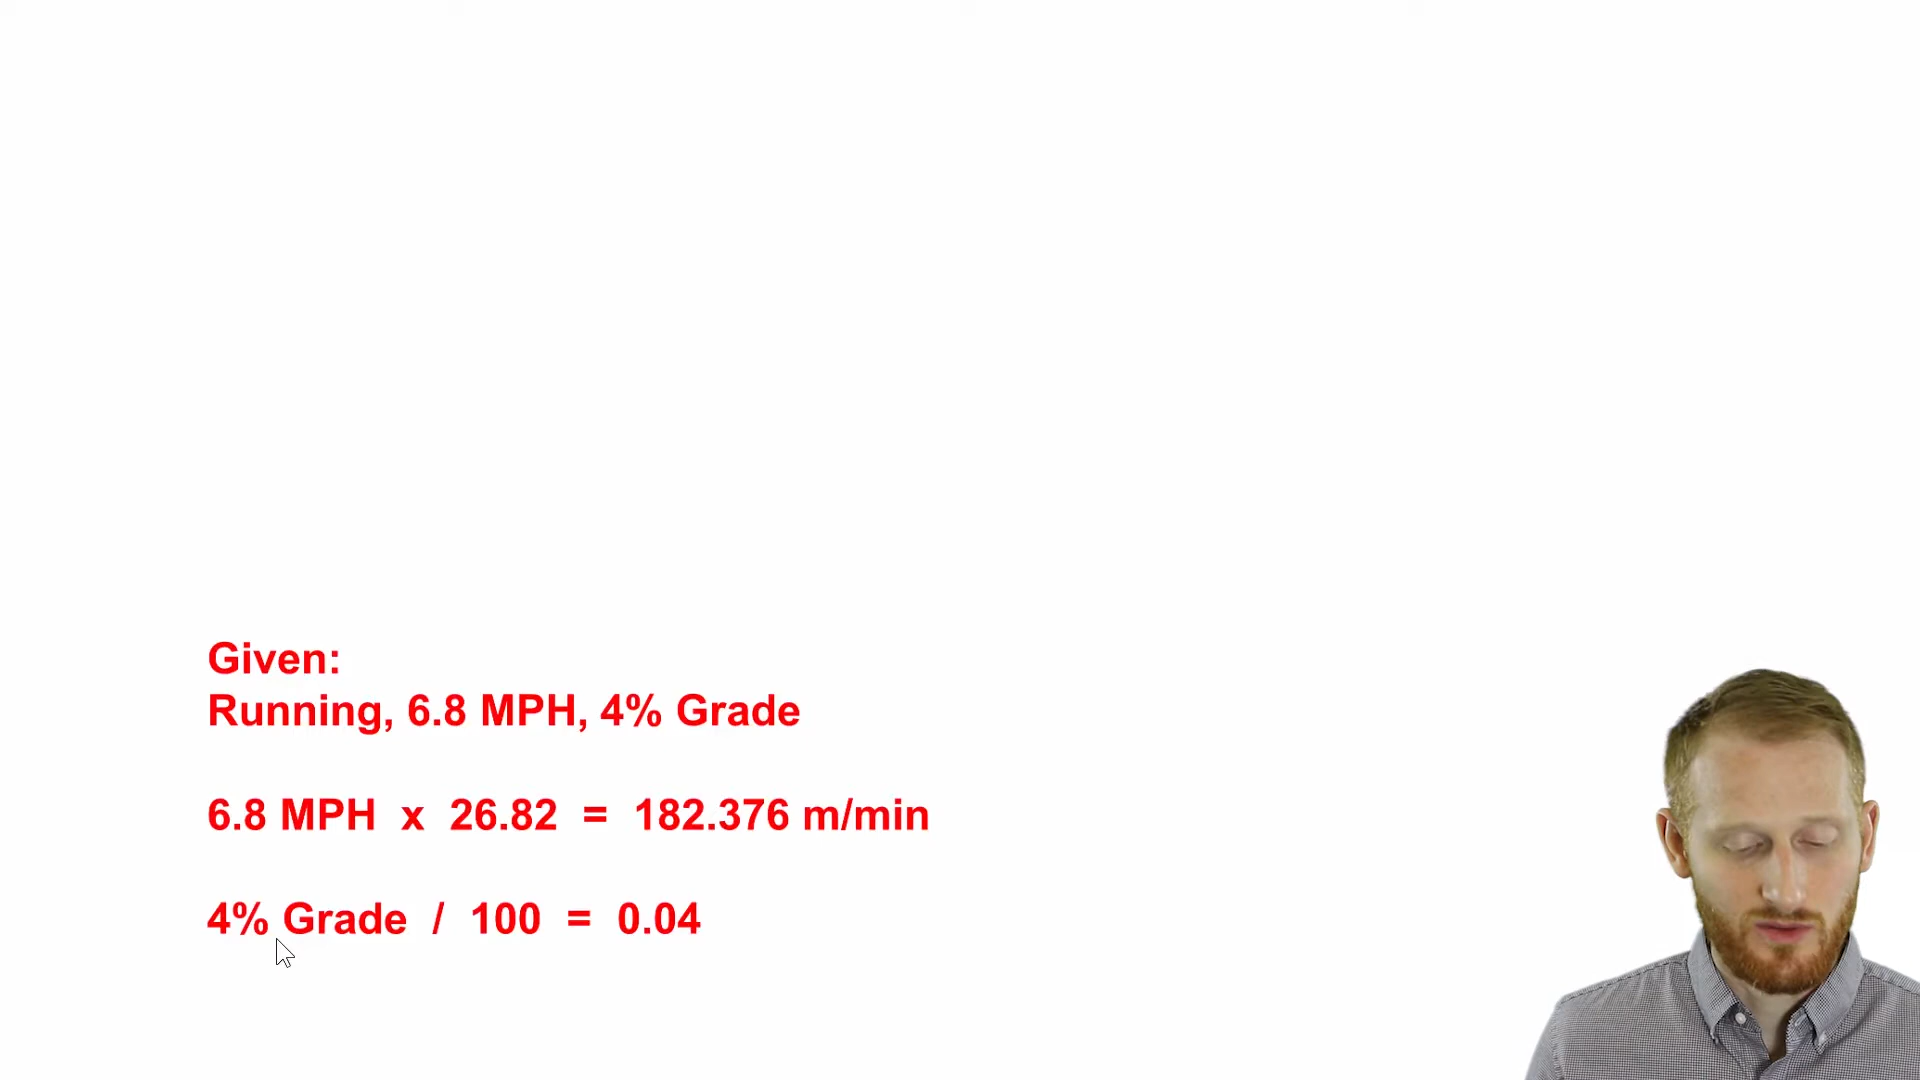 Given:
Running, 6.8 MPH, 4% Grade
6.8 MPH x 26.82 = 182.376 m/min
4% Grade / 100 = 0.04